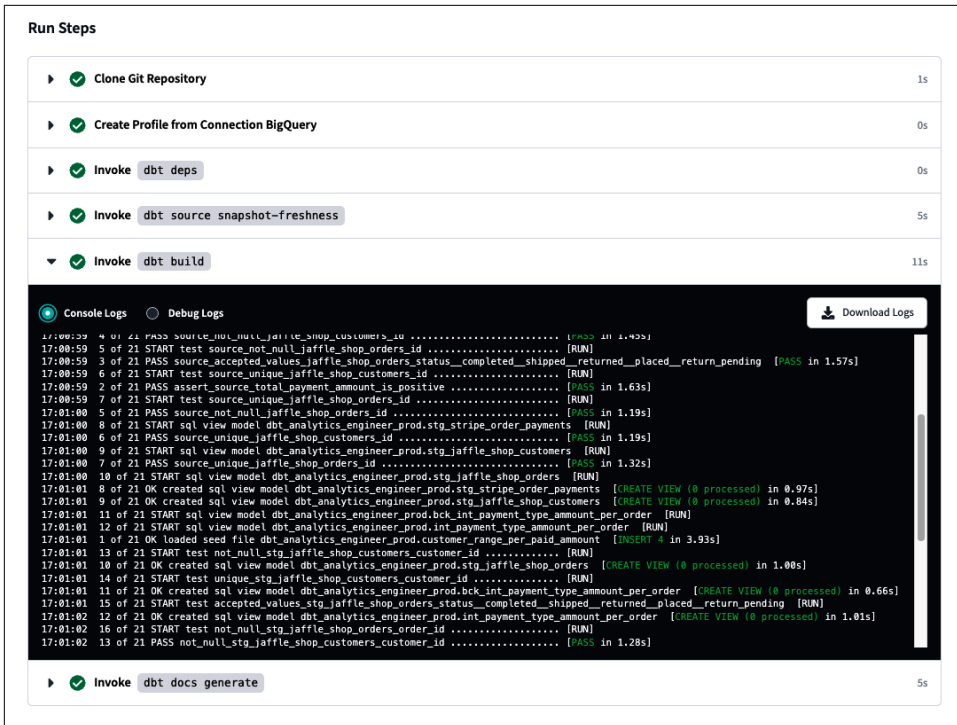 Run Steps
Clone Git Repository 1s
Create Profile from Connection BigQuery 0s
Invoke dbt deps 0s
Invoke dbt source snapshot-freshness 5s
Invoke dbt build 11s
Console Logs Debug Logs Download Logs
17:00:59 4 of 21 PASS source_not_null_jaffle_shop_customers_id ........................ [PASS in 1.45s]
17:00:59 5 of 21 START test source_not_null_jaffle_shop_orders_id ..................... [RUN]
17:00:59 3 of 21 PASS source_accepted_values_jaffle_shop_orders_status__completed__shipped__returned__placed__return_pending [PASS in 1.57s]
17:00:59 6 of 21 START test source_unique_jaffle_shop_customers_id .................... [RUN]
17:00:59 2 of 21 PASS assert_source_total_payment_amount_is_positive .................. [PASS in 1.63s]
17:00:59 7 of 21 START test source_unique_jaffle_shop_orders_id ....................... [RUN]
17:01:00 5 of 21 PASS source_not_null_jaffle_shop_orders_id ........................... [PASS in 1.19s]
17:01:00 8 of 21 START sql view model dbt_analytics_engineer_prod.stg_stripe_order_payments [RUN]
17:01:00 6 of 21 PASS source_unique_jaffle_shop_customers_id .......................... [PASS in 1.19s]
17:01:00 9 of 21 START sql view model dbt_analytics_engineer_prod.stg_jaffle_shop_customers [RUN]
17:01:00 7 of 21 PASS source_unique_jaffle_shop_orders_id ............................. [PASS in 1.32s]
17:01:00 10 of 21 START sql view model dbt_analytics_engineer_prod.stg_jaffle_shop_orders [RUN]
17:01:01 8 of 21 OK created sql view model dbt_analytics_engineer_prod.stg_stripe_order_payments [CREATE VIEW (0 processed) in 0.97s]
17:01:01 9 of 21 OK created sql view model dbt_analytics_engineer_prod.stg_jaffle_shop_customers [CREATE VIEW (0 processed) in 0.84s]
17:01:01 11 of 21 START sql view model dbt_analytics_engineer_prod.bck_int_payment_type_ammount_per_order [RUN]
17:01:01 12 of 21 START sql view model dbt_analytics_engineer_prod.int_payment_type_ammount_per_order [RUN]
17:01:01 1 of 21 OK loaded seed file dbt_analytics_engineer_prod.customer_range_per_paid_amount [INSERT 4 in 3.93s]
17:01:01 13 of 21 START test not_null_stg_jaffle_shop_customers_customer_id ............ [RUN]
17:01:01 10 of 21 OK created sql view model dbt_analytics_engineer_prod.stg_jaffle_shop_orders [CREATE VIEW (0 processed) in 1.00s]
17:01:01 14 of 21 START test unique_stg_jaffle_shop_customers_customer_id .............. [RUN]
17:01:01 11 of 21 OK created sql view model dbt_analytics_engineer_prod.bck_int_payment_type_ammount_per_order [CREATE VIEW (0 processed) in 0.66s]
17:01:01 15 of 21 START test accepted_values_stg_jaffle_shop_orders_status__completed__shipped__returned__placed__return_pending [RUN]
17:01:02 12 of 21 OK created sql view model dbt_analytics_engineer_prod.int_payment_type_ammount_per_order [CREATE VIEW (0 processed) in 1.01s]
17:01:02 16 of 21 START test not_null_stg_jaffle_shop_orders_order_id .................. [RUN]
17:01:02 13 of 21 PASS not_null_stg_jaffle_shop_customers_customer_id .................. [PASS in 1.28s]
Invoke dbt docs generate 5s